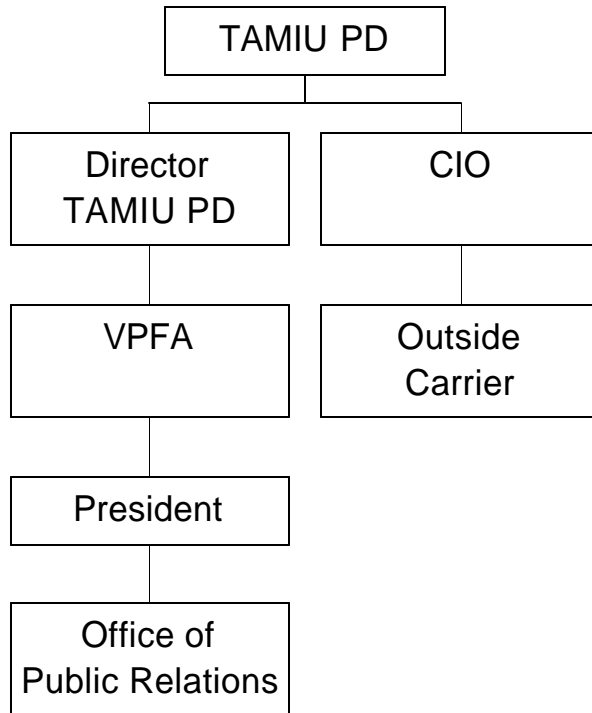 TAMIU PD
Director
TAMIU PD
CIO
VPFA
Outside
Carrier
President
Office of
Public Relations